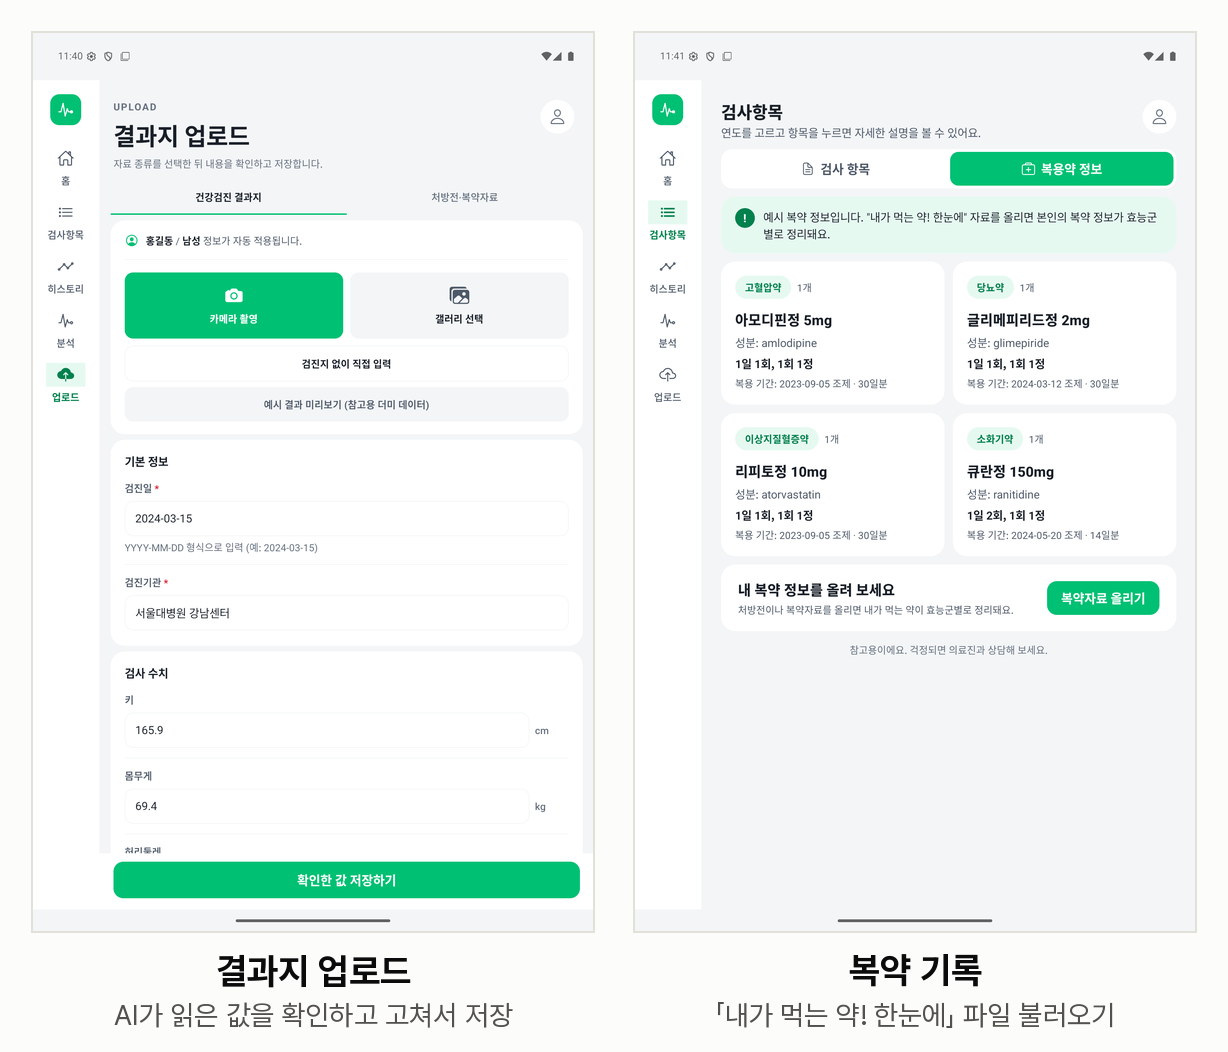 11:40
UPLOAD
결과지 업로드
자료 종류를 선택한 뒤 내용을 확인하고 저장합니다.
홈
검사항목
히스토리
분석
업로드
건강검진 결과지
처방전·복약자료
홍길동 / 남성 정보가 자동 적용됩니다.
카메라 촬영
갤러리 선택
검진지 없이 직접 입력
예시 결과 미리보기 (참고용 더미 데이터)
기본 정보
검진일 *
2024-03-15
YYYY-MM-DD 형식으로 입력 (예: 2024-03-15)
검진기관 *
서울대병원 강남센터
검사 수치
키
165.9
cm
몸무게
69.4
kg
허리둘레
확인한 값 저장하기
결과지 업로드
AI가 읽은 값을 확인하고 고쳐서 저장
11:41
검사항목
연도를 고르고 항목을 누르면 자세한 설명을 볼 수 있어요.
홈
검사항목
히스토리
분석
업로드
검사 항목
복용약 정보
예시 복약 정보입니다. "내가 먹는 약! 한눈에" 자료를 올리면 본인의 복약 정보가 효능군
별로 정리돼요.
고혈압약 1개
아모디핀정 5mg
성분: amlodipine
1일 1회, 1회 1정
복용 기간: 2023-09-05 조제 · 30일분
당뇨약 1개
글리메피리드정 2mg
성분: glimepiride
1일 1회, 1회 1정
복용 기간: 2024-03-12 조제 · 30일분
이상지질혈증약 1개
리피토정 10mg
성분: atorvastatin
1일 1회, 1회 1정
복용 기간: 2023-09-05 조제 · 30일분
소화기약 1개
큐란정 150mg
성분: ranitidine
1일 2회, 1회 1정
복용 기간: 2024-05-20 조제 · 14일분
내 복약 정보를 올려 보세요
처방전이나 복약자료를 올리면 내가 먹는 약이 효능군별로 정리돼요.
복약자료 올리기
참고용이에요. 걱정되면 의료진과 상담해 보세요.
복약 기록
「내가 먹는 약! 한눈에」 파일 불러오기